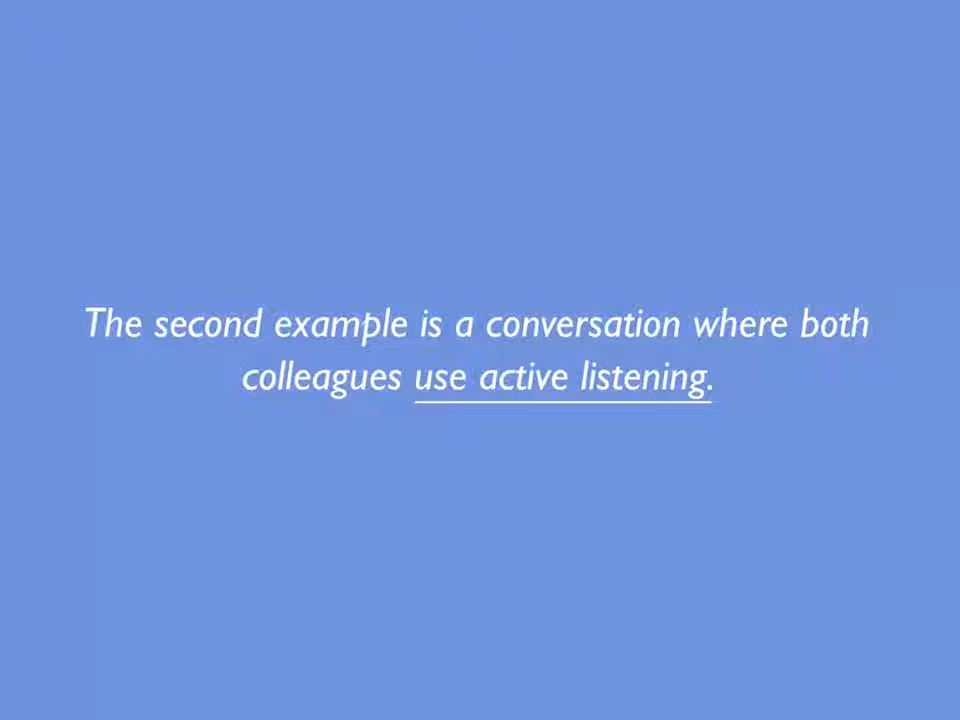 The second example is a conversation where both
colleagues use active listening.